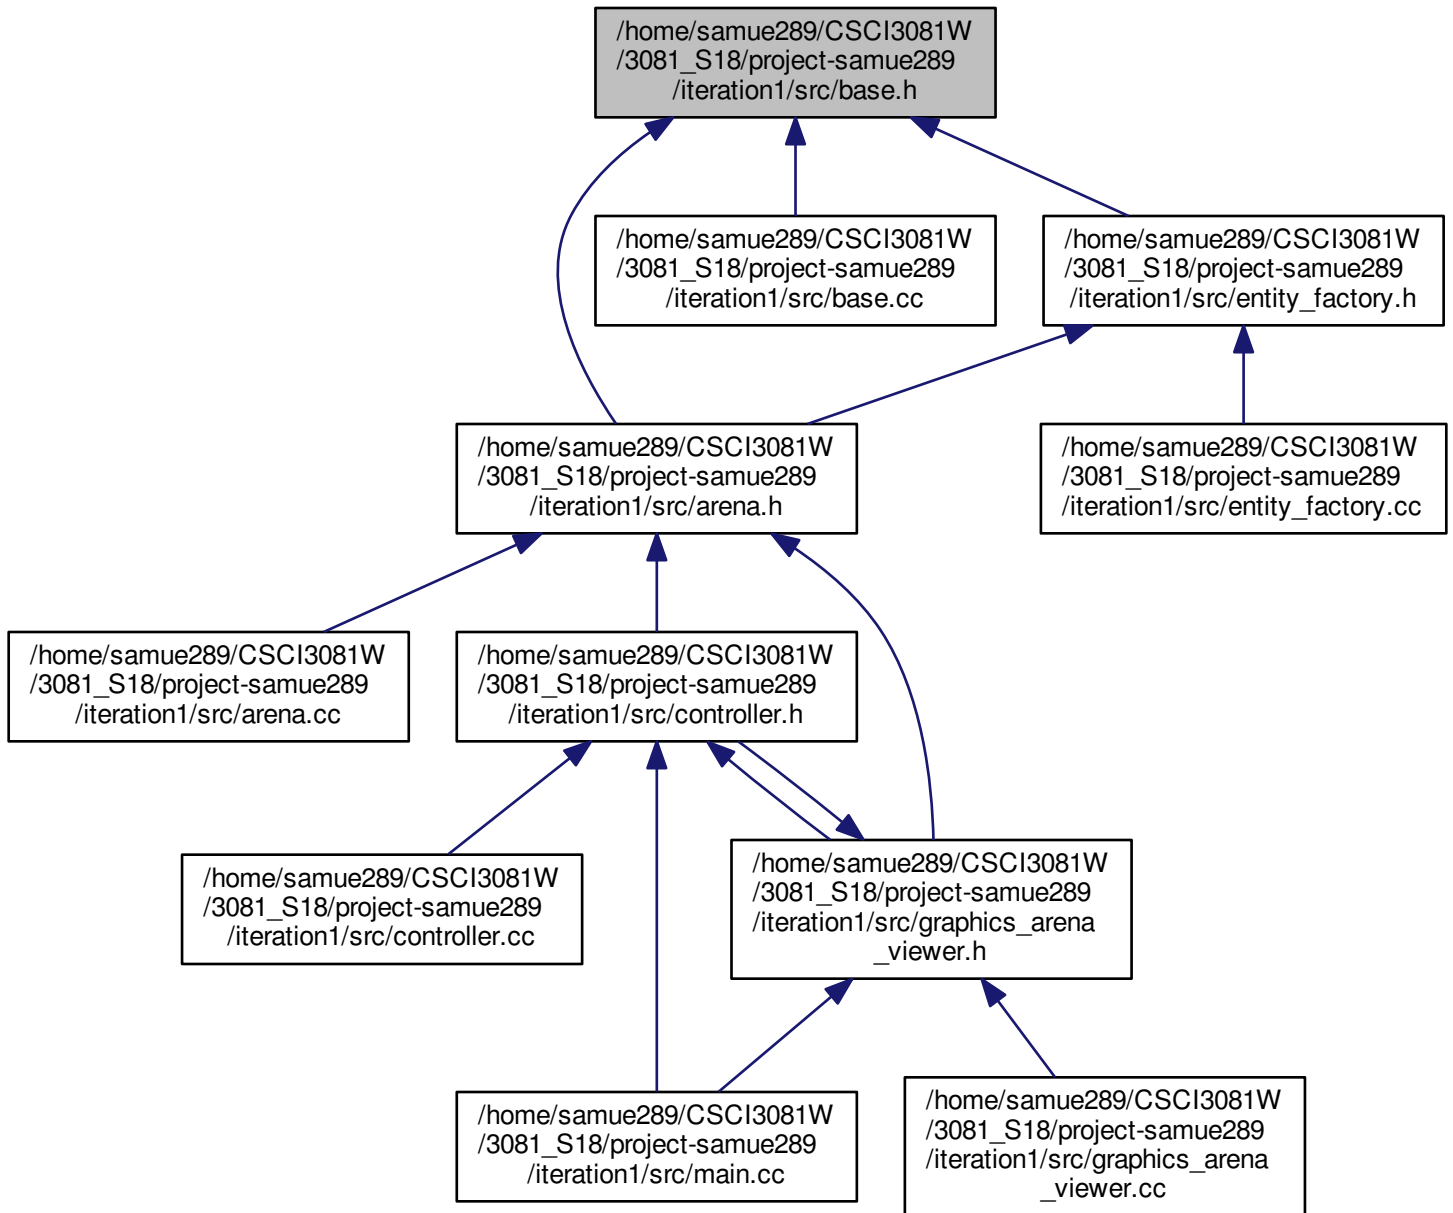 /home/samue289/CSCI3081W
/3081_S18/project-samue289
/iteration1/src/base.h
/home/samue289/CSCI3081W
/3081_S18/project-samue289
/iteration1/src/base.cc
/home/samue289/CSCI3081W
/3081_S18/project-samue289
/iteration1/src/entity_factory.h
/home/samue289/CSCI3081W
/3081_S18/project-samue289
/iteration1/src/arena.h
/home/samue289/CSCI3081W
/3081_S18/project-samue289
/iteration1/src/entity_factory.cc
/home/samue289/CSCI3081W
/3081_S18/project-samue289
/iteration1/src/arena.cc
/home/samue289/CSCI3081W
/3081_S18/project-samue289
/iteration1/src/controller.h
/home/samue289/CSCI3081W
/3081_S18/project-samue289
/iteration1/src/controller.cc
/home/samue289/CSCI3081W
/3081_S18/project-samue289
/iteration1/src/graphics_arena
_viewer.h
/home/samue289/CSCI3081W
/3081_S18/project-samue289
/iteration1/src/main.cc
/home/samue289/CSCI3081W
/3081_S18/project-samue289
/iteration1/src/graphics_arena
_viewer.cc